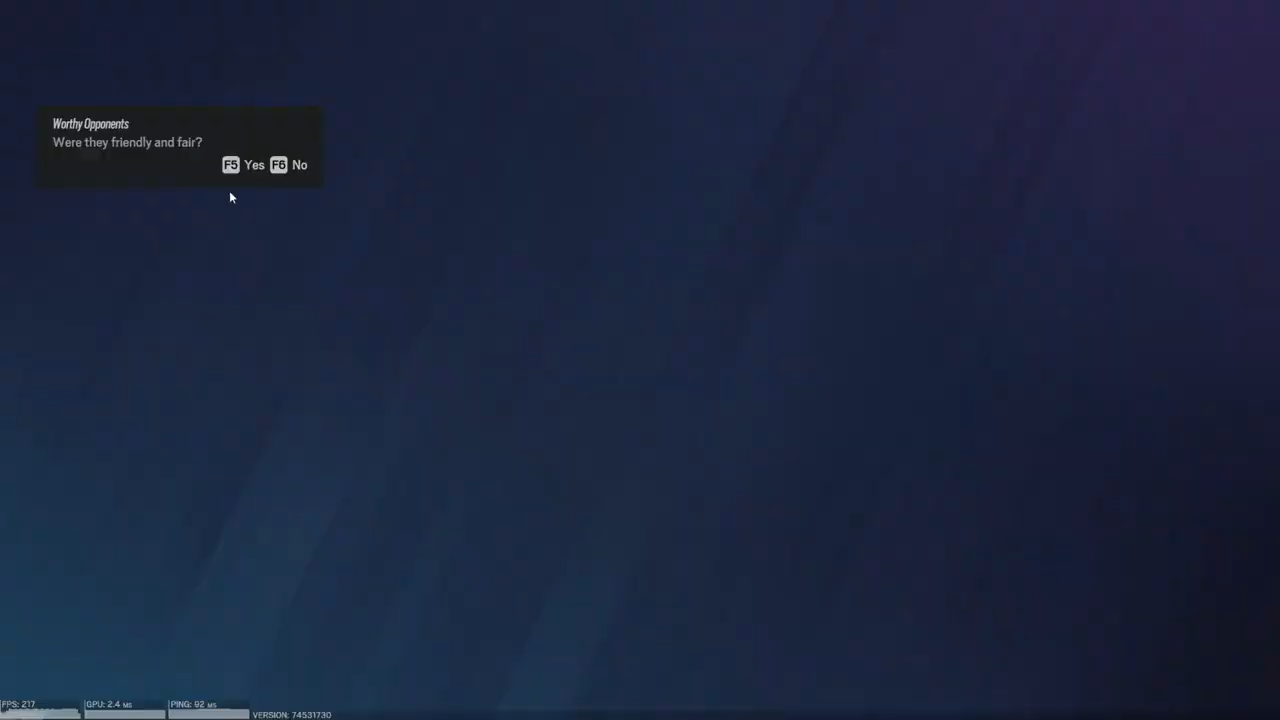 Worthy Opponents
Were they friendly and fair?
F5 Yes F6 No
FPS: 217 GPU: 2.4 MS PING: 92 MS VERSION: 74531730